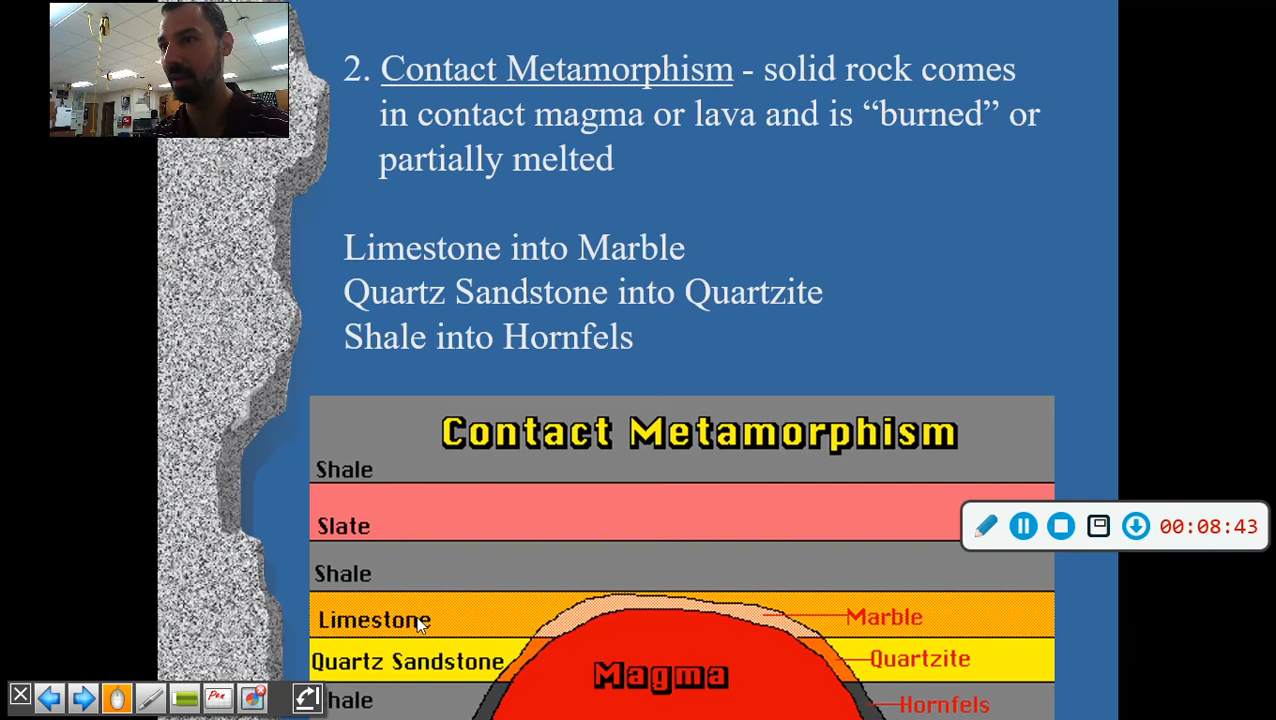 2. Contact Metamorphism - solid rock comes
in contact magma or lava and is “burned” or
partially melted
Limestone into Marble
Quartz Sandstone into Quartzite
Shale into Hornfels
Contact Metamorphism
Shale
Slate
00:08:43
Shale
Limestone
Marble
Quartz Sandstone
Quartzite
Magma
hale
Hornfels
Pen